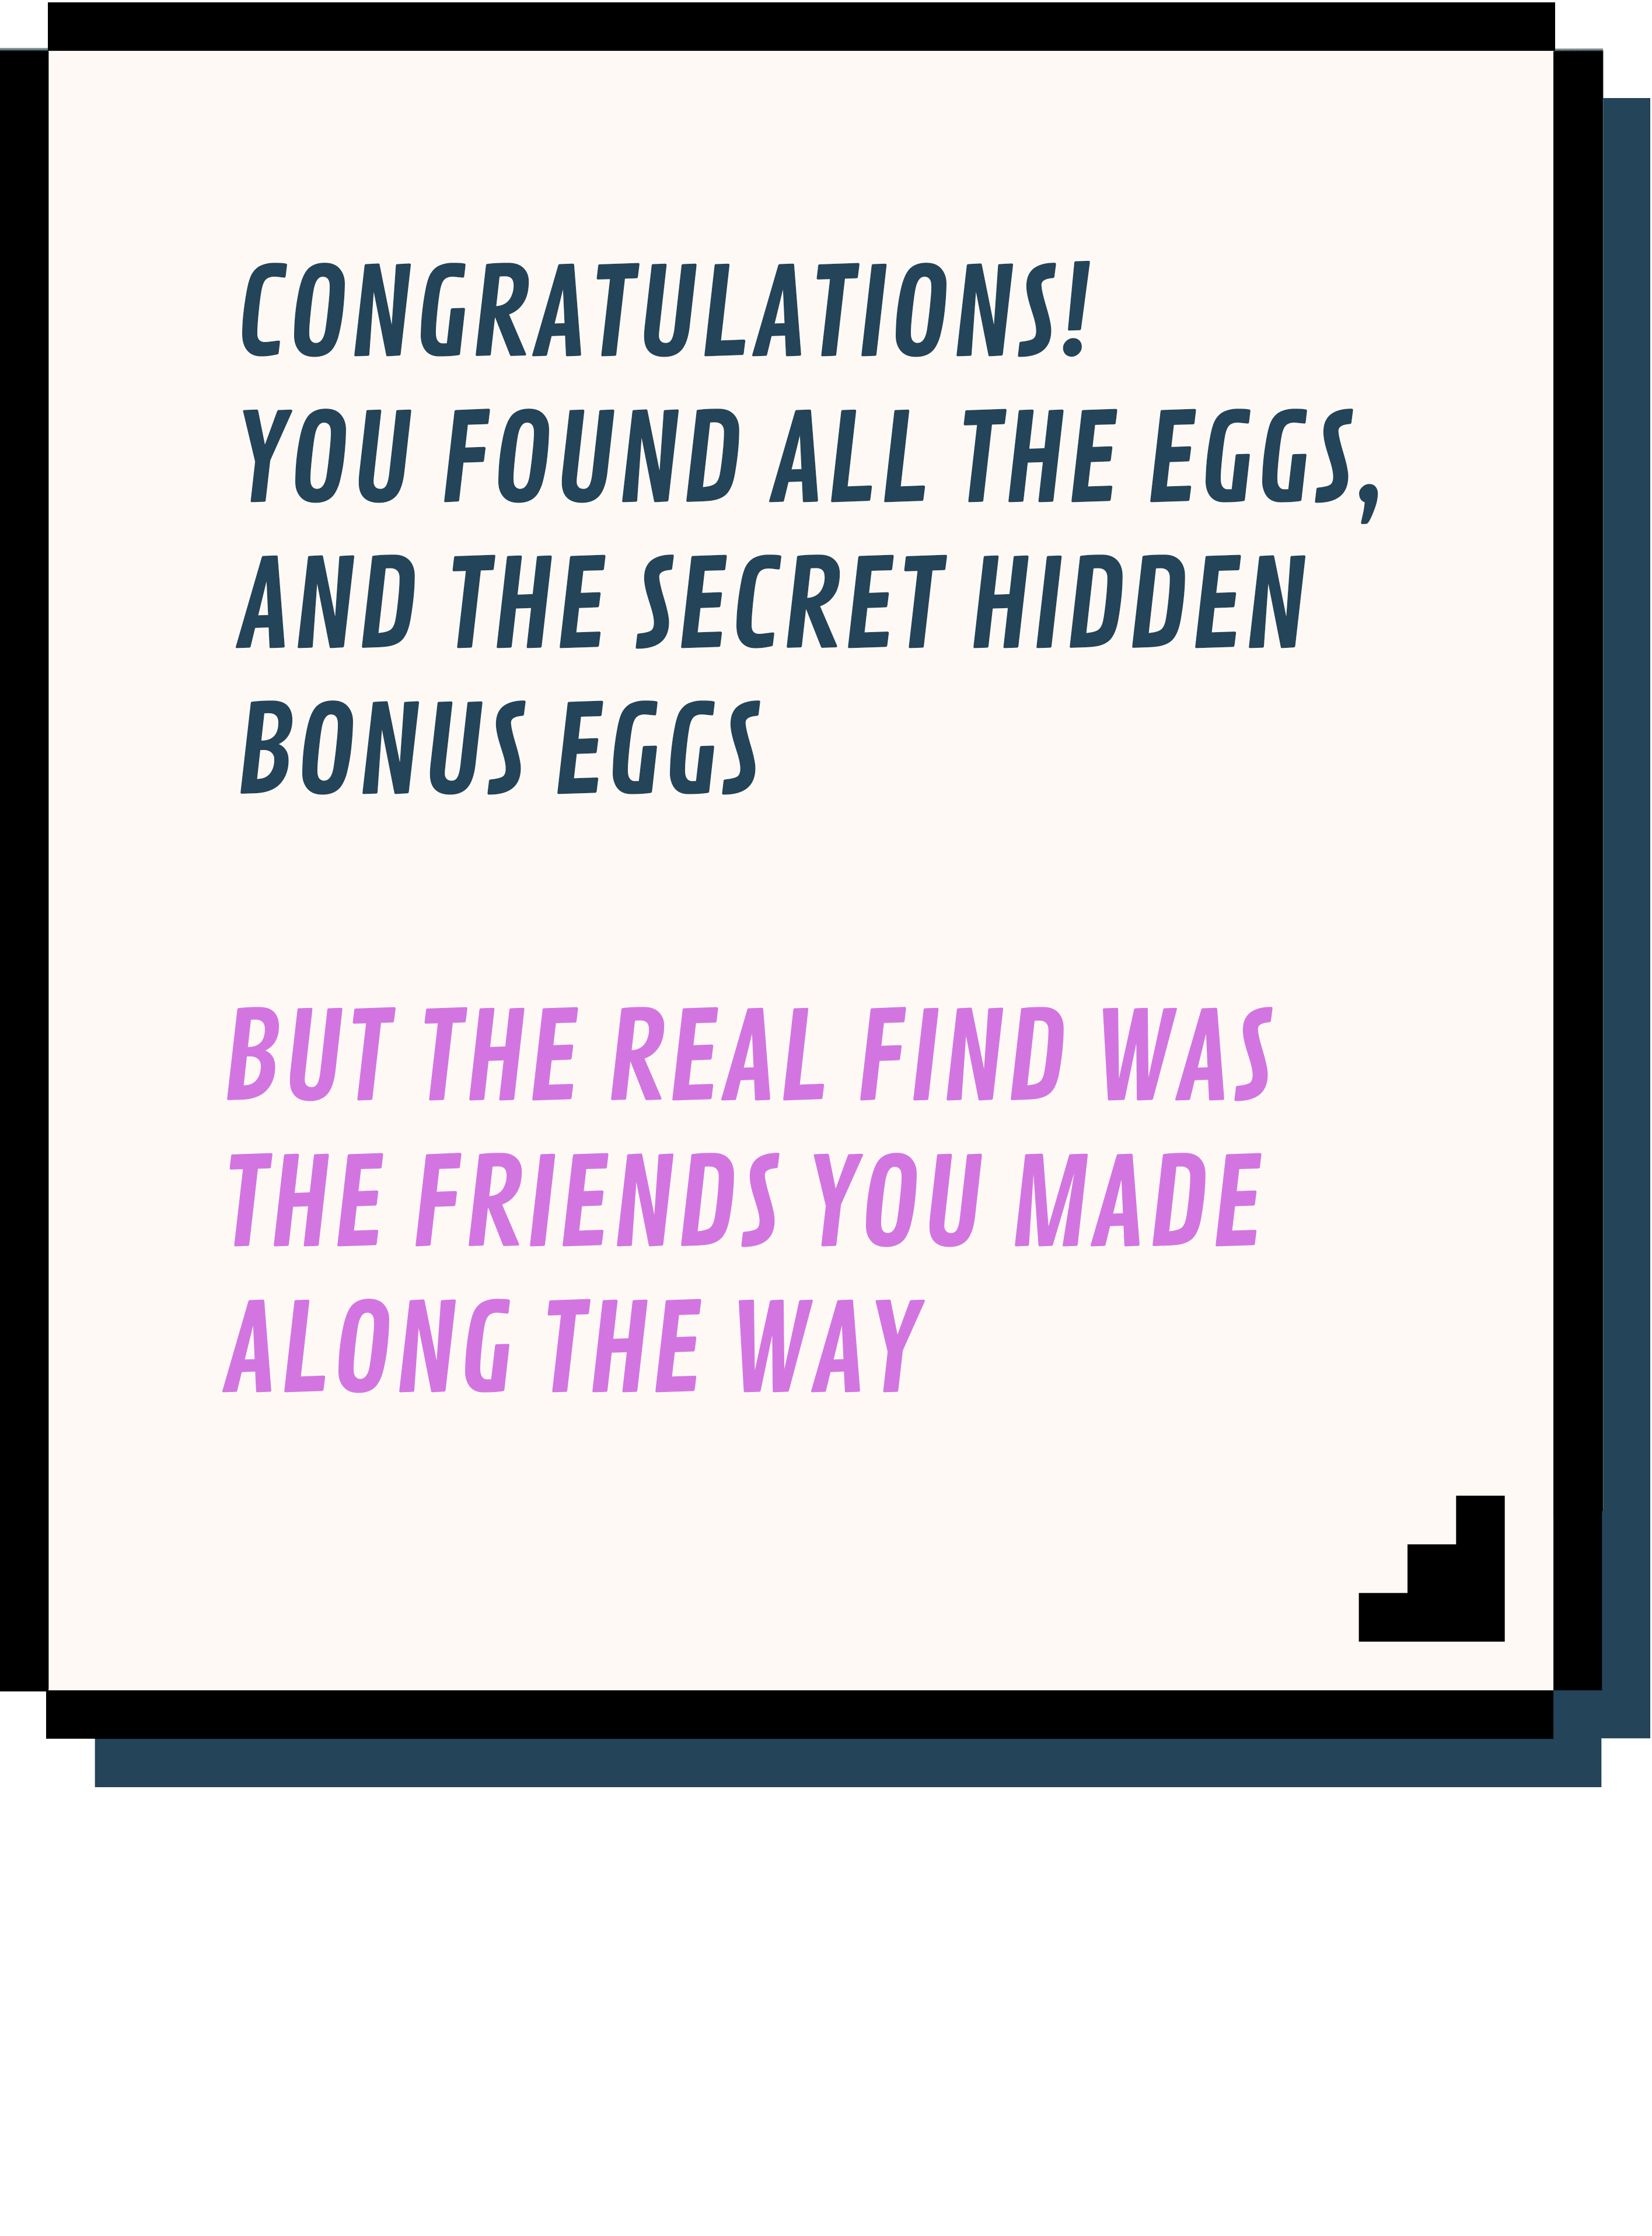 CONGRATULATIONS!
YOU FOUND ALL THE EGGS,
AND THE SECRET HIDDEN
BONUS EGGS
BUT THE REAL FIND WAS
THE FRIENDS YOU MADE
ALONG THE WAY